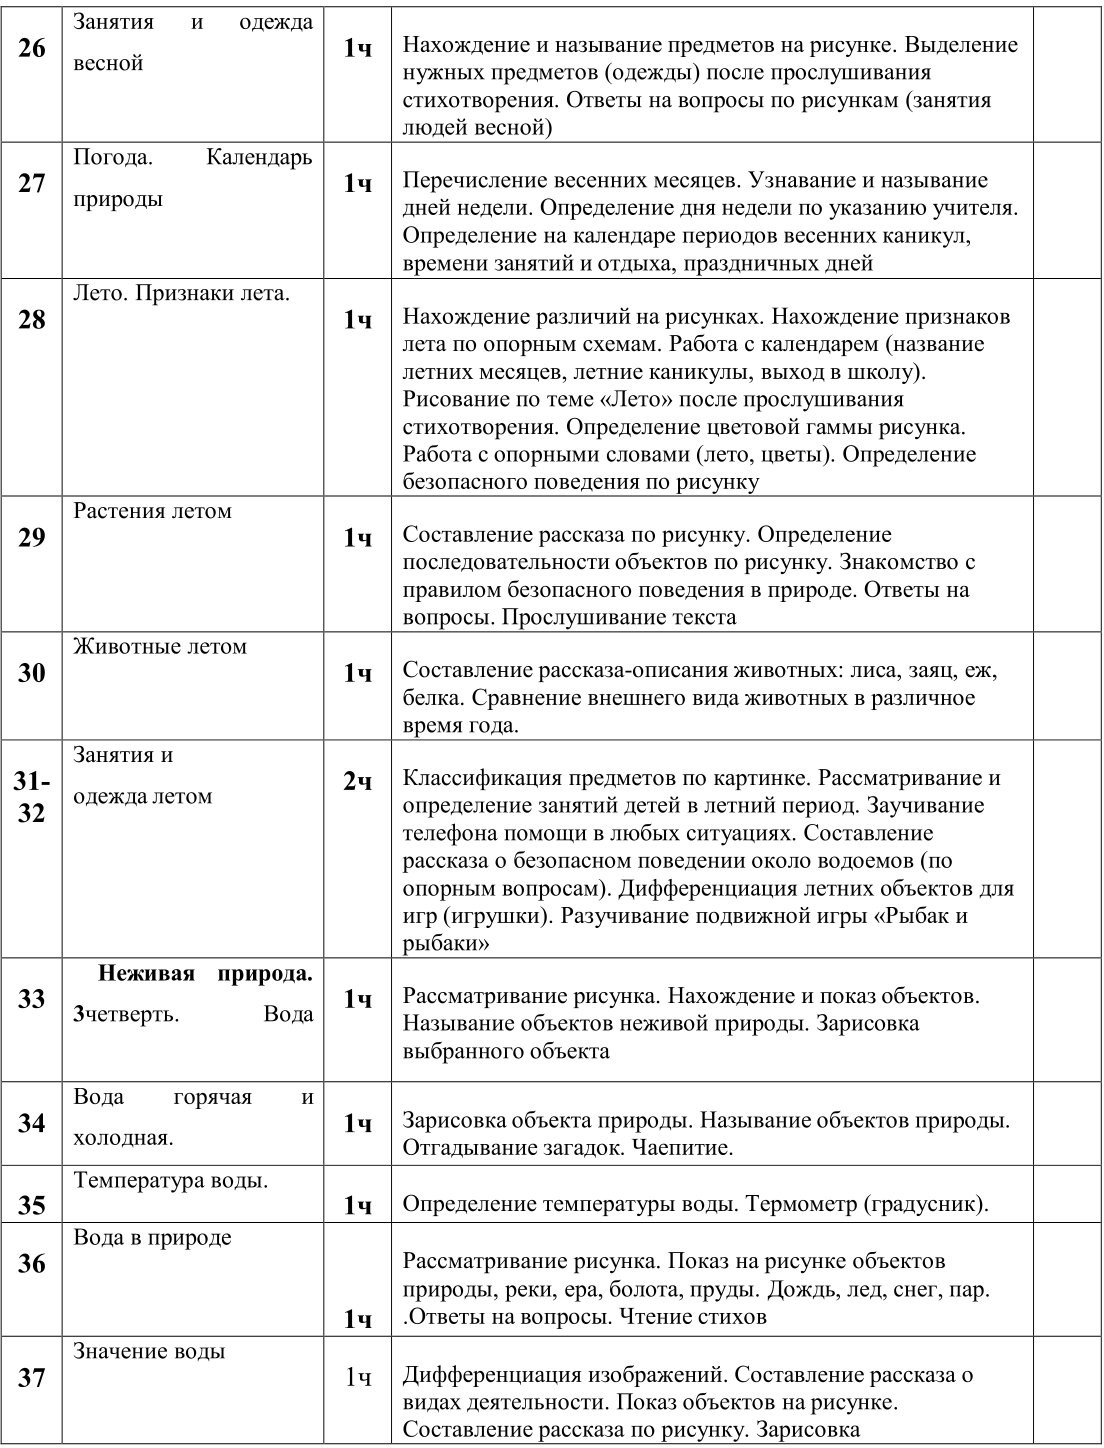 26
Занятия и одежда
весной
1ч
Нахождение и называние предметов на рисунке. Выделение
нужных предметов (одежды) после прослушивания
стихотворения. Ответы на вопросы по рисункам (занятия
людей весной)
27
Погода. Календарь
природы
1ч
Перечисление весенних месяцев. Узнавание и называние
дней недели. Определение дня недели по указанию учителя.
Определение на календаре периодов весенних каникул,
времени занятий и отдыха, праздничных дней
28
Лето. Признаки лета.
1ч
Нахождение различий на рисунках. Нахождение признаков
лета по опорным схемам. Работа с календарем (название
летних месяцев, летние каникулы, выход в школу).
Рисование по теме «Лето» после прослушивания
стихотворения. Определение цветовой гаммы рисунка.
Работа с опорными словами (лето, цветы). Определение
безопасного поведения по рисунку
29
Растения летом
1ч
Составление рассказа по рисунку. Определение
последовательности объектов по рисунку. Знакомство с
правилом безопасного поведения в природе. Ответы на
вопросы. Прослушивание текста
30
Животные летом
1ч
Составление рассказа-описания животных: лиса, заяц, еж,
белка. Сравнение внешнего вида животных в различное
время года.
31-
32
Занятия и
одежда летом
2ч
Классификация предметов по картинке. Рассматривание и
определение занятий детей в летний период. Заучивание
телефона помощи в любых ситуациях. Составление
рассказа о безопасном поведении около водоемов (по
опорным вопросам). Дифференциация летних объектов для
игр (игрушки). Разучивание подвижной игры «Рыбак и
рыбаки»
33
Неживая природа.
3четверть. Вода
1ч
Рассматривание рисунка. Нахождение и показ объектов.
Называние объектов неживой природы. Зарисовка
выбранного объекта
34
Вода горячая и
холодная.
1ч
Зарисовка объекта природы. Называние объектов природы.
Отгадывание загадок. Чаепитие.
35
Температура воды.
1ч
Определение температуры воды. Термометр (градусник).
36
Вода в природе
1ч
Рассматривание рисунка. Показ на рисунке объектов
природы, реки, ера, болота, пруды. Дождь, лед, снег, пар.
.Ответы на вопросы. Чтение стихов
37
Значение воды
1ч
Дифференциация изображений. Составление рассказа о
видах деятельности. Показ объектов на рисунке.
Составление рассказа по рисунку. Зарисовка